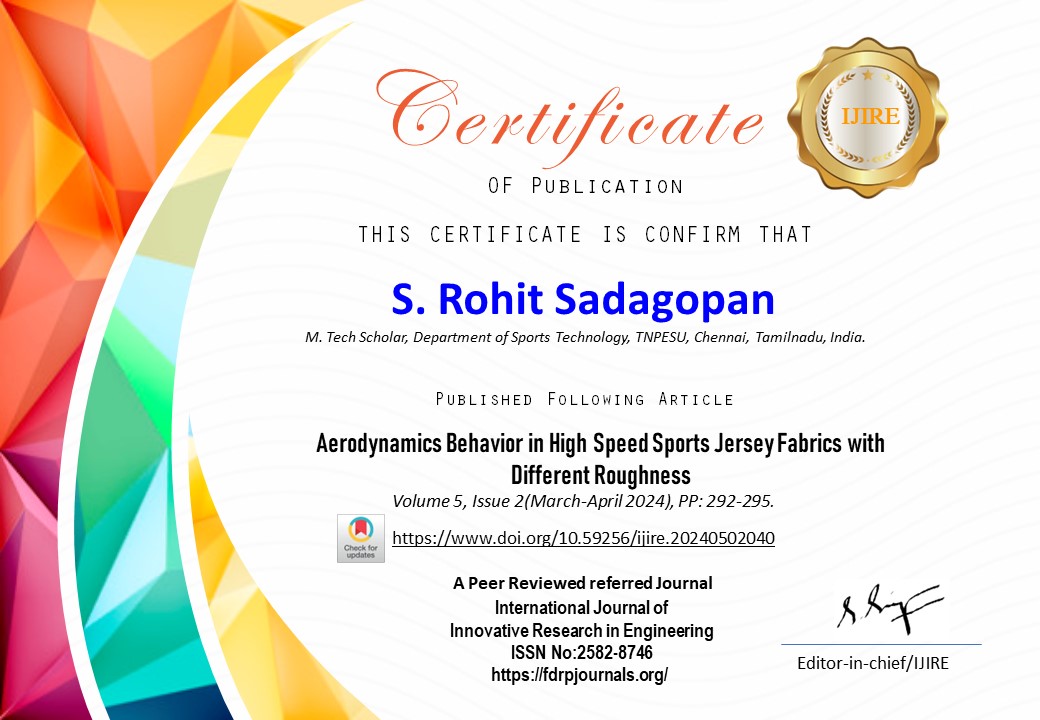 Certificate
IJIRE
OF PUBLICATION
THIS CERTIFICATE IS CONFIRM THAT
S. Rohit Sadagopan
M. Tech Scholar, Department of Sports Technology, TNPESU, Chennai, Tamilnadu, India.
PUBLISHED FOLLOWING ARTICLE
Aerodynamics Behavior in High Speed Sports Jersey Fabrics with
Different Roughness
Volume 5, Issue 2(March-April 2024), PP: 292-295.
Check for
updates
https://www.doi.org/10.59256/ijire.20240502040
A Peer Reviewed referred Journal
International Journal of
Innovative Research in Engineering
ISSN No:2582-8746
https://fdrpjournals.org/
Editor-in-chief/IJIRE